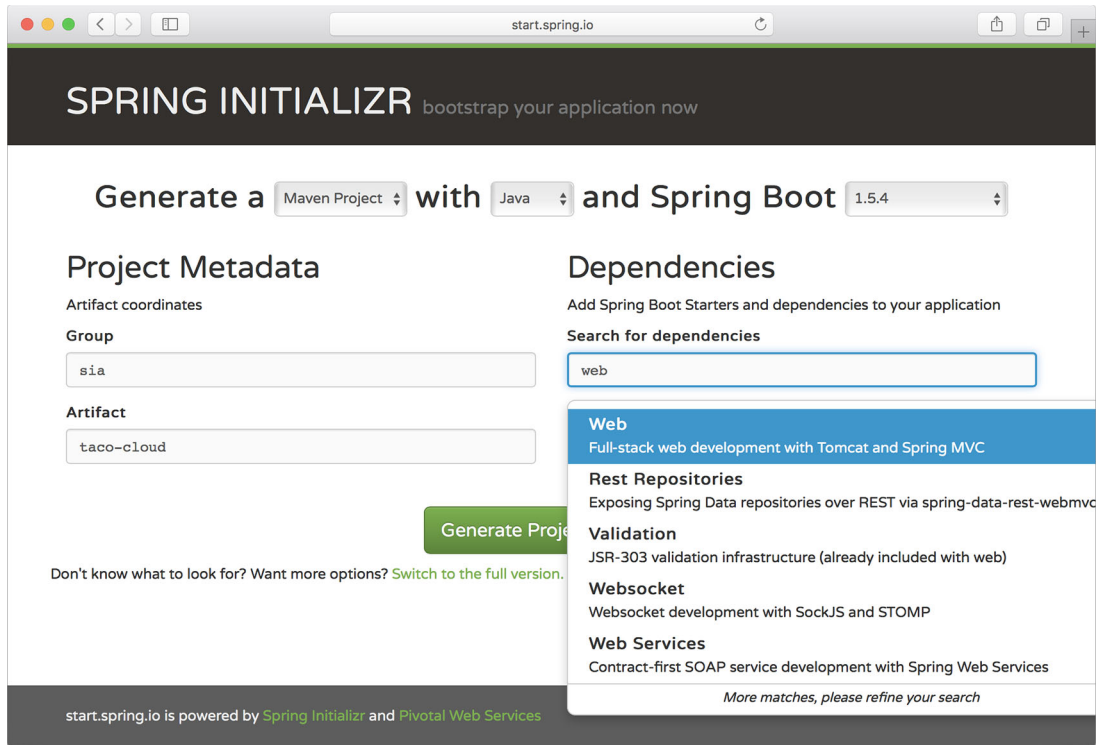 start.spring.io
SPRING INITIALIZR bootstrap your application now
Generate a Maven Project with Java and Spring Boot 1.5.4
Project Metadata
Artifact coordinates
Group
sia
Artifact
taco-cloud
Dependencies
Add Spring Boot Starters and dependencies to your application
Search for dependencies
web
Web
Full-stack web development with Tomcat and Spring MVC
Rest Repositories
Exposing Spring Data repositories over REST via spring-data-rest-webmvc
Validation
JSR-303 validation infrastructure (already included with web)
Websocket
Websocket development with SockJS and STOMP
Web Services
Contract-first SOAP service development with Spring Web Services
More matches, please refine your search
Generate Proje
Don't know what to look for? Want more options? Switch to the full version.
start.spring.io is powered by Spring Initializr and Pivotal Web Services